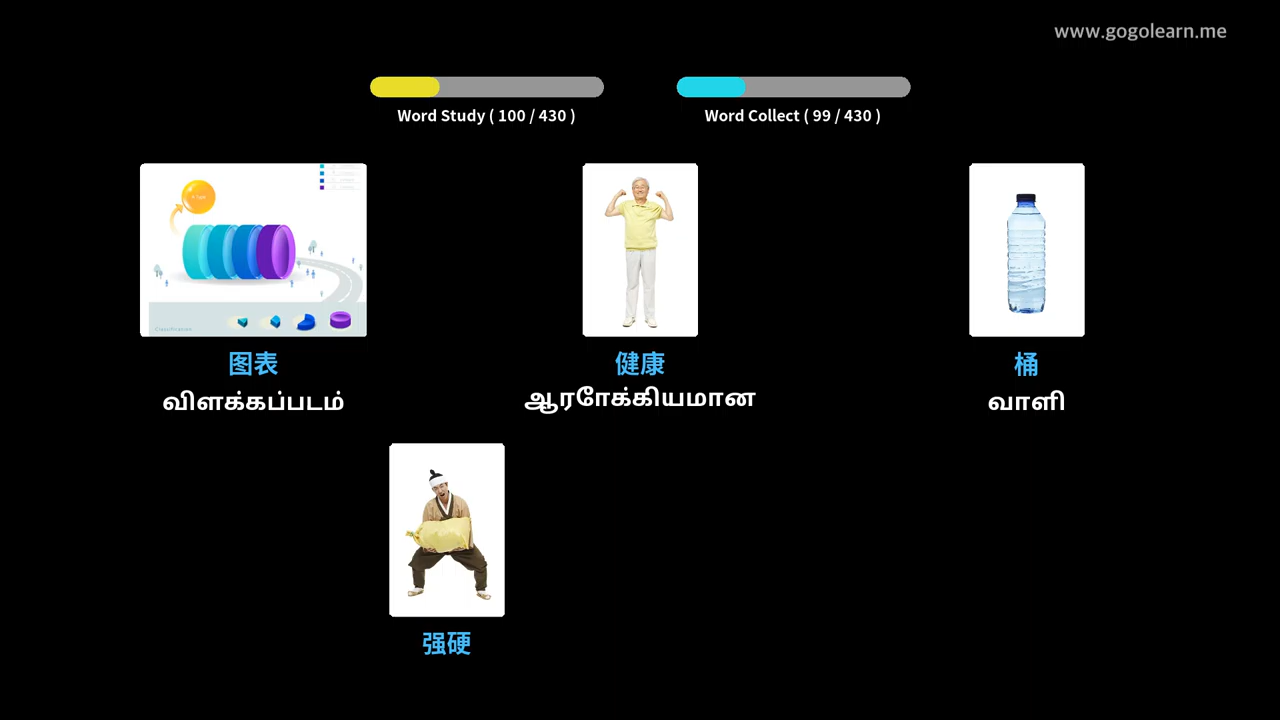 www.gogolearn.me
Word Study ( 100 / 430 )
Word Collect ( 99 / 430 )
图表
விளக்கப்படம்
健康
ஆரோக்கியமான
桶
வாளி
强硬